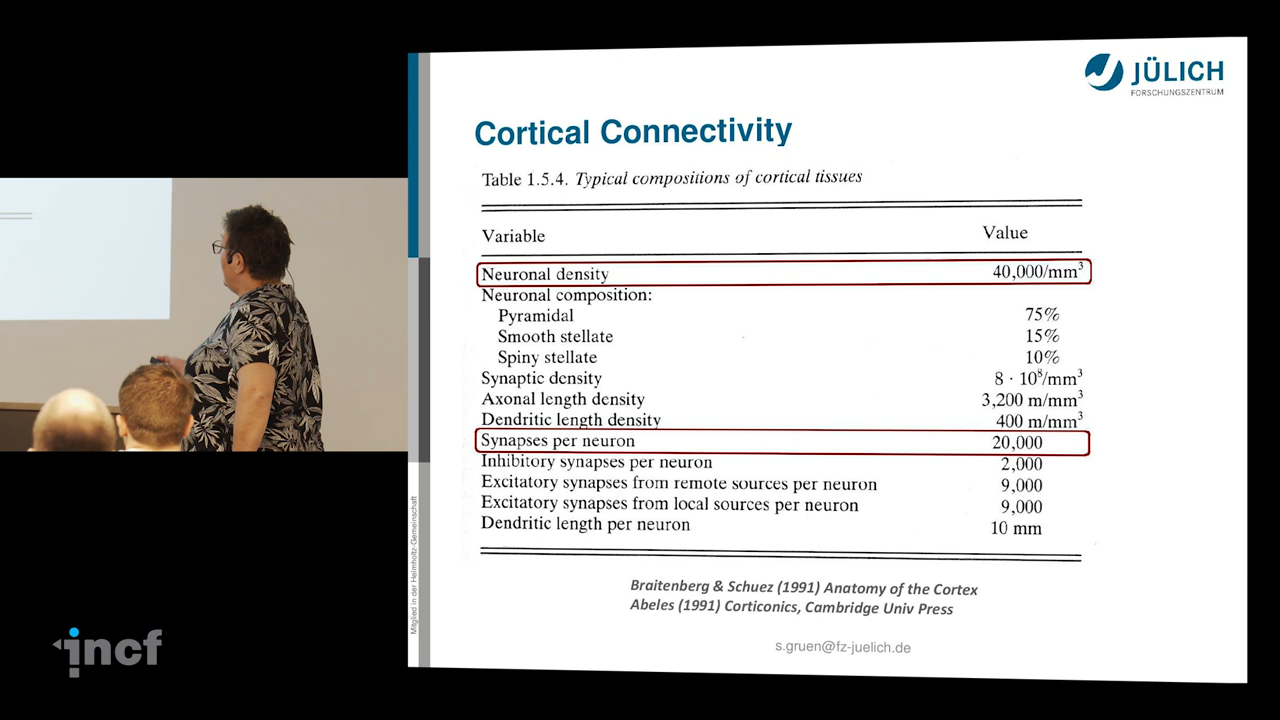 JÜLICH
FORSCHUNGSZENTRUM
Cortical Connectivity
Table 1.5.4. Typical compositions of cortical tissues
Variable Value
Neuronal density 40,000/mm³
Neuronal composition:
Pyramidal 75%
Smooth stellate 15%
Spiny stellate 10%
Synaptic density 8 · 10⁸/mm³
Axonal length density 3,200 m/mm³
Dendritic length density 400 m/mm³
Synapses per neuron 20,000
Inhibitory synapses per neuron 2,000
Excitatory synapses from remote sources per neuron 9,000
Excitatory synapses from local sources per neuron 9,000
Dendritic length per neuron 10 mm
Braitenberg & Schuez (1991) Anatomy of the Cortex
Abeles (1991) Corticonics, Cambridge Univ Press
s.gruen@fz-juelich.de
Mitglied in der Helmholtz-Gemeinschaft
incf